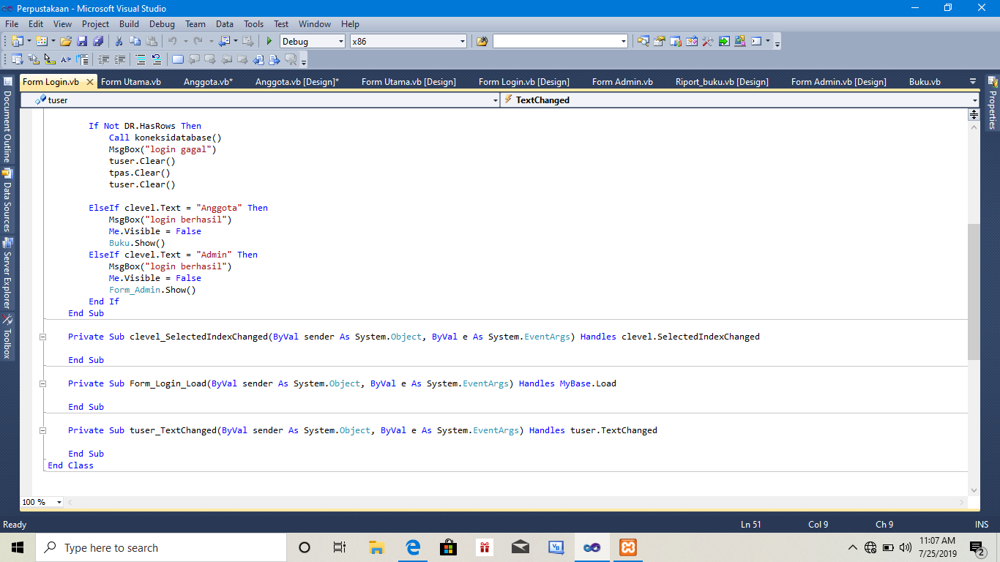 Perpustakaan - Microsoft Visual Studio
File Edit View Project Build Debug Team Data Tools Test Window Help
Debug x86
Form Login.vb Form Utama.vb Anggota.vb* Anggota.vb [Design]* Form Utama.vb [Design] Form Login.vb [Design] Form Admin.vb Riport_buku.vb [Design] Form Admin.vb [Design] Buku.vb
tuser TextChanged
Document Outline
Data Sources
Server Explorer
Toolbox
Properties
If Not DR.HasRows Then
Call koneksidatabase()
MsgBox("login gagal")
tuser.Clear()
tpas.Clear()
tuser.Clear()
ElseIf clevel.Text = "Anggota" Then
MsgBox("login berhasil")
Me.Visible = False
Buku.Show()
ElseIf clevel.Text = "Admin" Then
MsgBox("login berhasil")
Me.Visible = False
Form_Admin.Show()
End If
End Sub
Private Sub clevel_SelectedIndexChanged(ByVal sender As System.Object, ByVal e As System.EventArgs) Handles clevel.SelectedIndexChanged
End Sub
Private Sub Form_Login_Load(ByVal sender As System.Object, ByVal e As System.EventArgs) Handles MyBase.Load
End Sub
Private Sub tuser_TextChanged(ByVal sender As System.Object, ByVal e As System.EventArgs) Handles tuser.TextChanged
End Sub
End Class
100 %
Ready Ln 51 Col 9 Ch 9 INS
Type here to search
11:07 AM
7/25/2019
2